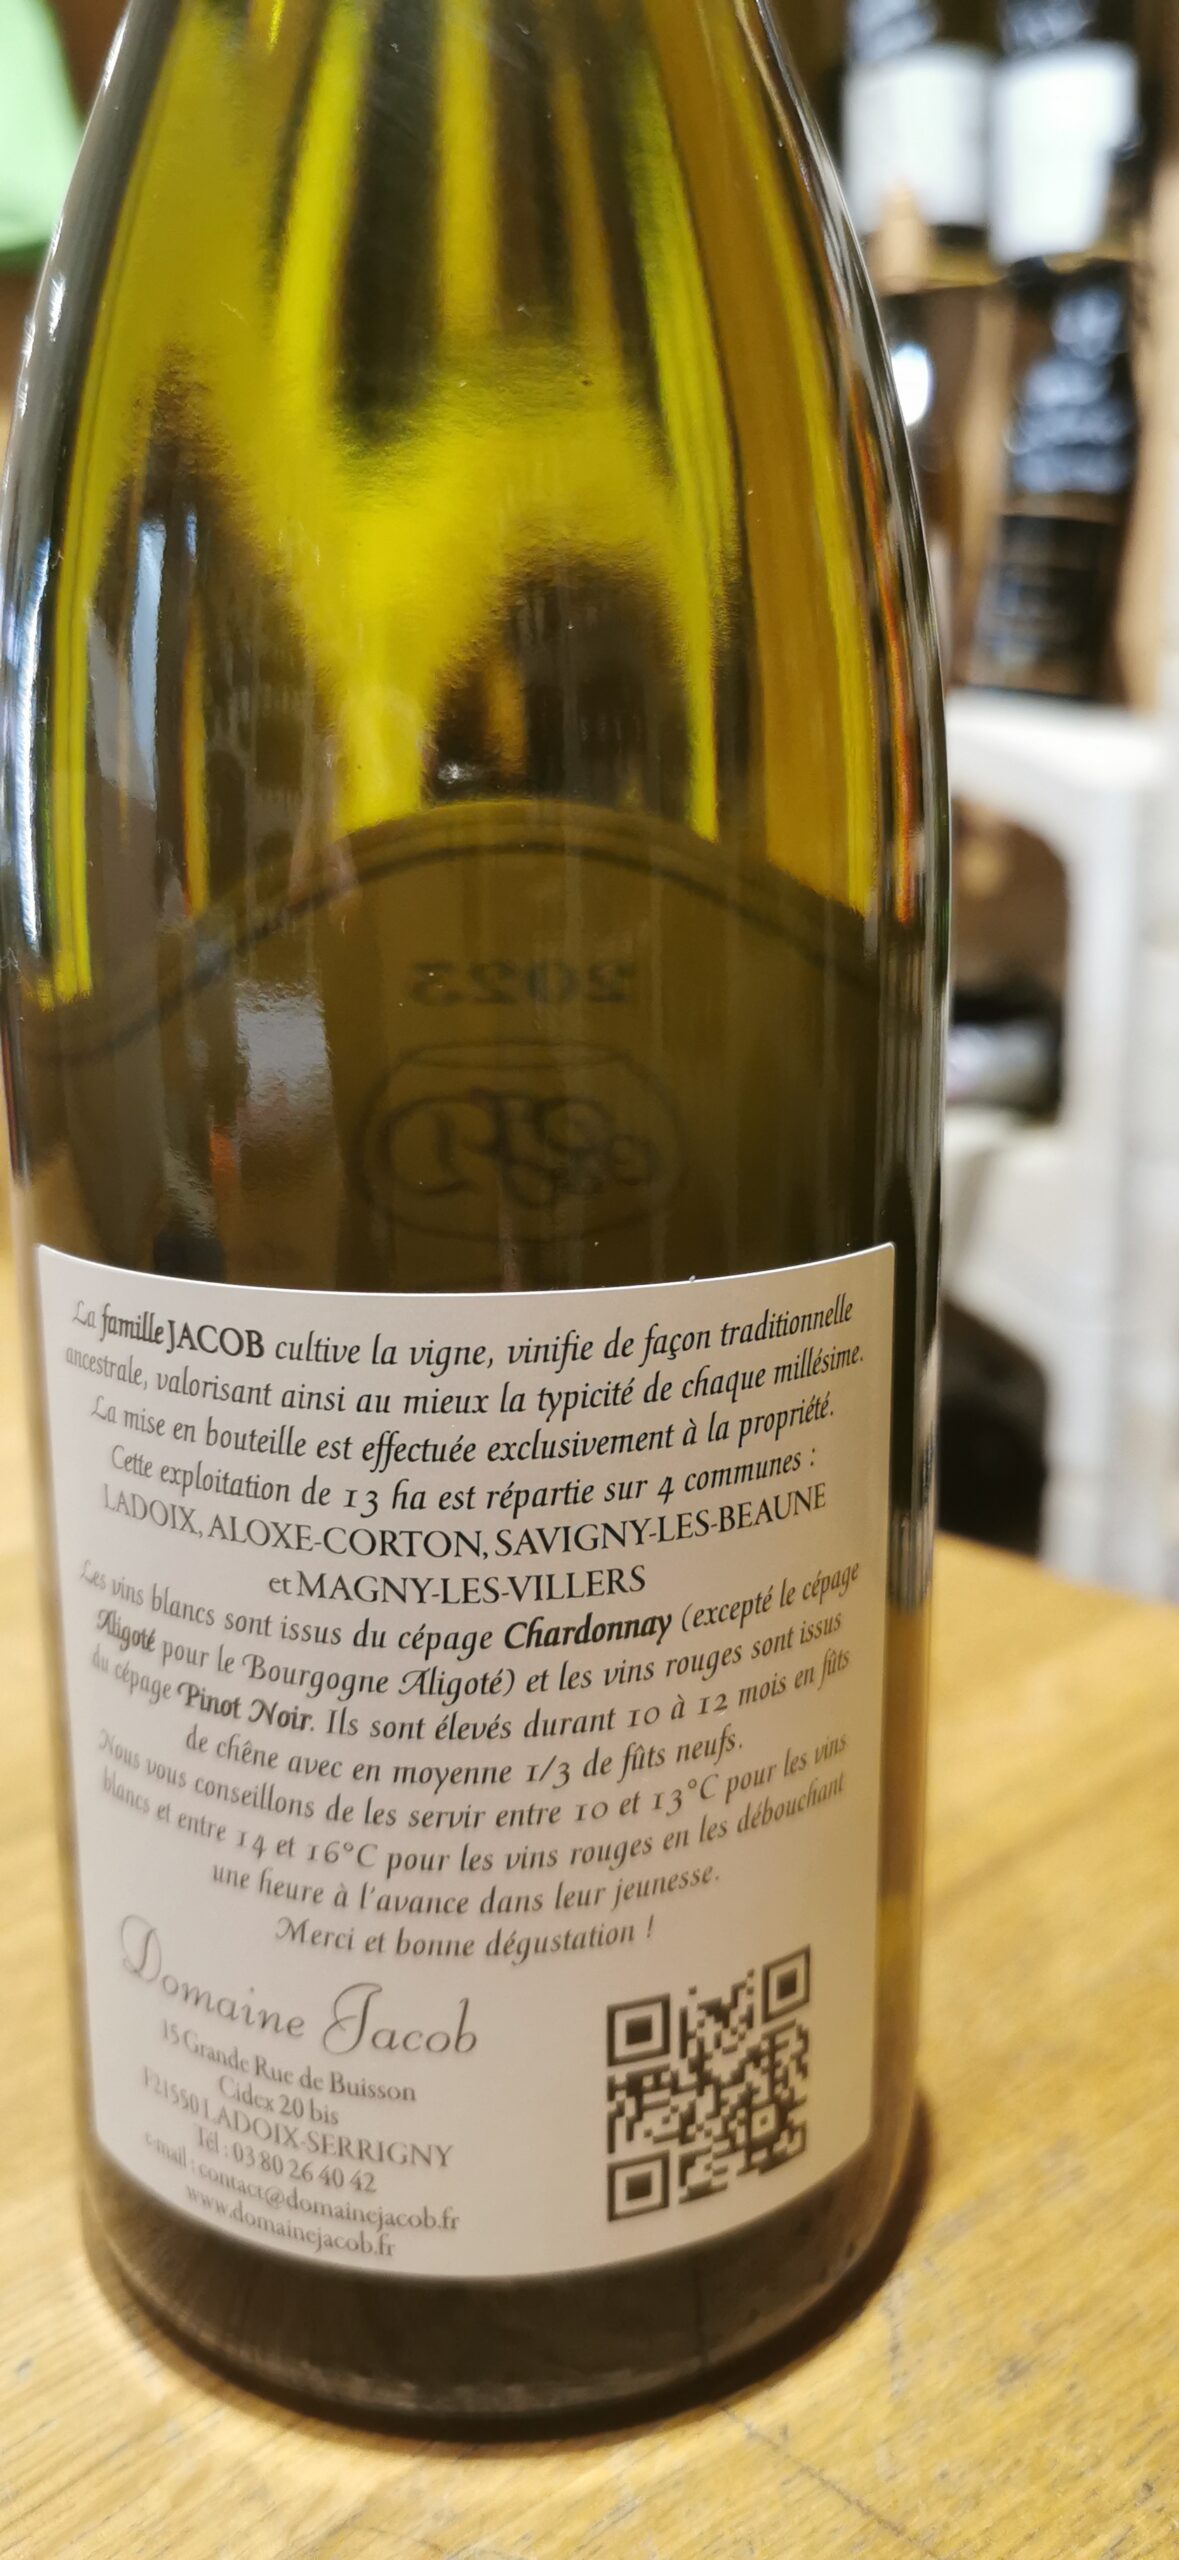 2023
La famille JACOB cultive la vigne, vinifie de façon traditionnelle
ancestrale, valorisant ainsi au mieux la typicité de chaque millésime.
La mise en bouteille est effectuée exclusivement à la propriété.
Cette exploitation de 13 ha est répartie sur 4 communes :
LADOIX, ALOXE-CORTON, SAVIGNY-LES-BEAUNE
et MAGNY-LES-VILLERS
Les vins blancs sont issus du cépage Chardonnay (excepté le cépage
Aligoté pour le Bourgogne Aligoté) et les vins rouges sont issus
du cépage Pinot Noir. Ils sont élevés durant 10 à 12 mois en fûts
de chêne avec en moyenne 1/3 de fûts neufs.
Nous vous conseillons de les servir entre 10 et 13°C pour les vins
blancs et entre 14 et 16°C pour les vins rouges en les débouchant
une heure à l'avance dans leur jeunesse.
Merci et bonne dégustation !
Domaine Jacob
15 Grande Rue de Buisson
Cidex 20 bis
F21550 LADOIX-SERRIGNY
Tél : 03 80 26 40 42
e-mail : contact@domainejacob.fr
www.domainejacob.fr